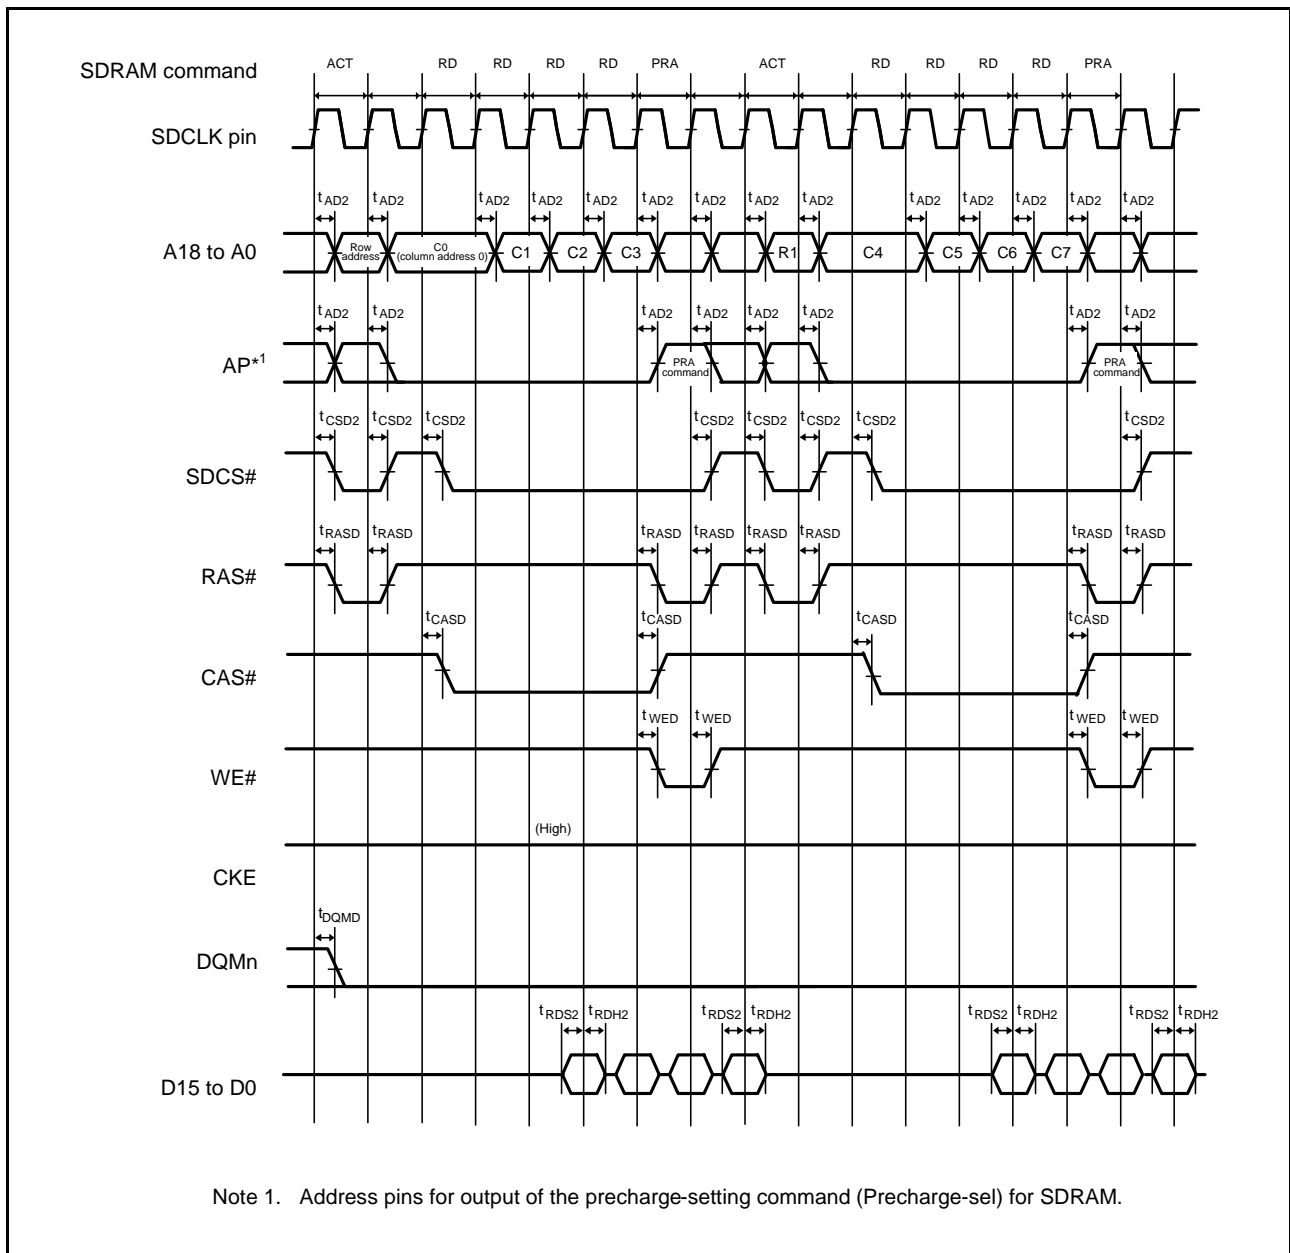 SDRAM command
ACT RD RD RD RD PRA ACT RD RD RD RD PRA
SDCLK pin
tAD2 tAD2 tAD2 tAD2 tAD2 tAD2 tAD2 tAD2 tAD2 tAD2 tAD2 tAD2 tAD2 tAD2
A18 to A0
Row address
C0 (column address 0)
C1 C2 C3 R1 C4 C5 C6 C7
tAD2 tAD2 tAD2 tAD2 tAD2 tAD2 tAD2 tAD2
AP*1
PRA command
PRA command
tCSD2 tCSD2 tCSD2 tCSD2 tCSD2 tCSD2 tCSD2 tCSD2
SDCS#
tRASD tRASD tRASD tRASD tRASD tRASD tRASD tRASD
RAS#
tCASD tCASD tCASD tCASD
CAS#
tWED tWED tWED tWED
WE#
(High)
CKE
tDQMD
DQMn
tRDS2 tRDH2 tRDS2 tRDH2 tRDS2 tRDH2 tRDS2 tRDH2
D15 to D0
Note 1. Address pins for output of the precharge-setting command (Precharge-sel) for SDRAM.